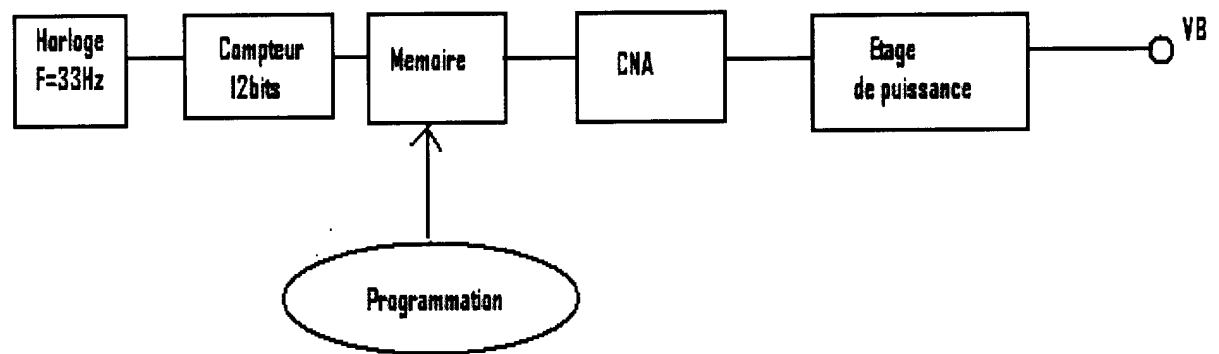 Horloge
F=33Hz
Compteur
12bits
Memoire
CNA
Etage
de puissance
VB
Programmation